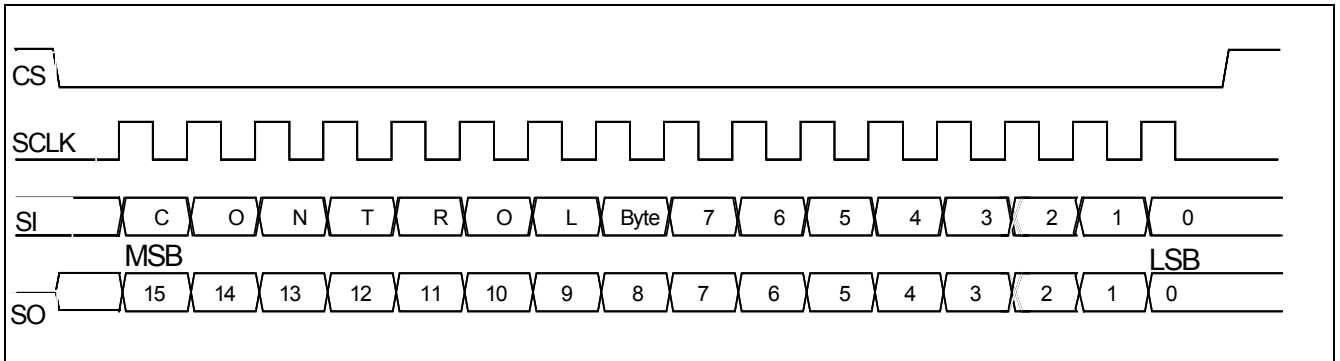 CS
SCLK
SI C O N T R O L Byte 7 6 5 4 3 2 1 0
MSB LSB
SO 15 14 13 12 11 10 9 8 7 6 5 4 3 2 1 0